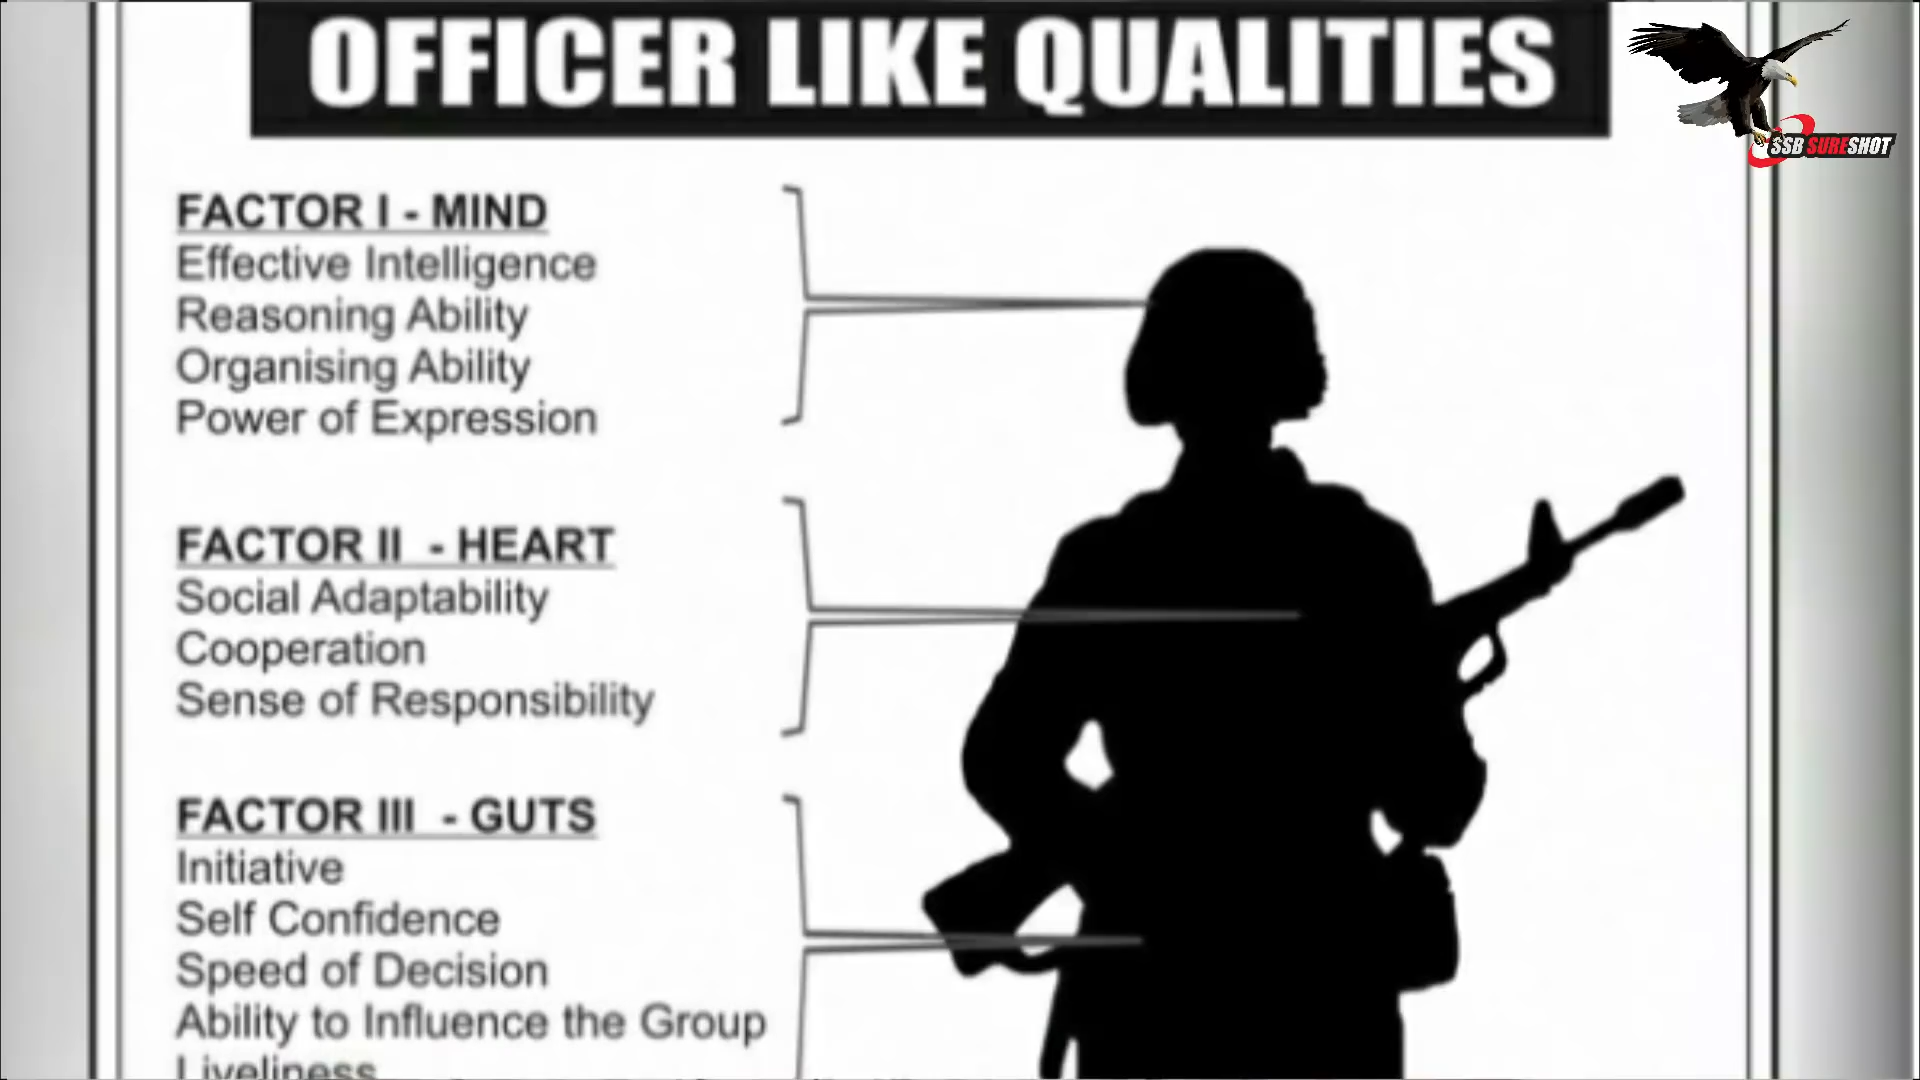 OFFICER LIKE QUALITIES
SSB SURESHOT
FACTOR I - MIND
Effective Intelligence
Reasoning Ability
Organising Ability
Power of Expression
FACTOR II - HEART
Social Adaptability
Cooperation
Sense of Responsibility
FACTOR III - GUTS
Initiative
Self Confidence
Speed of Decision
Ability to Influence the Group
Liveliness